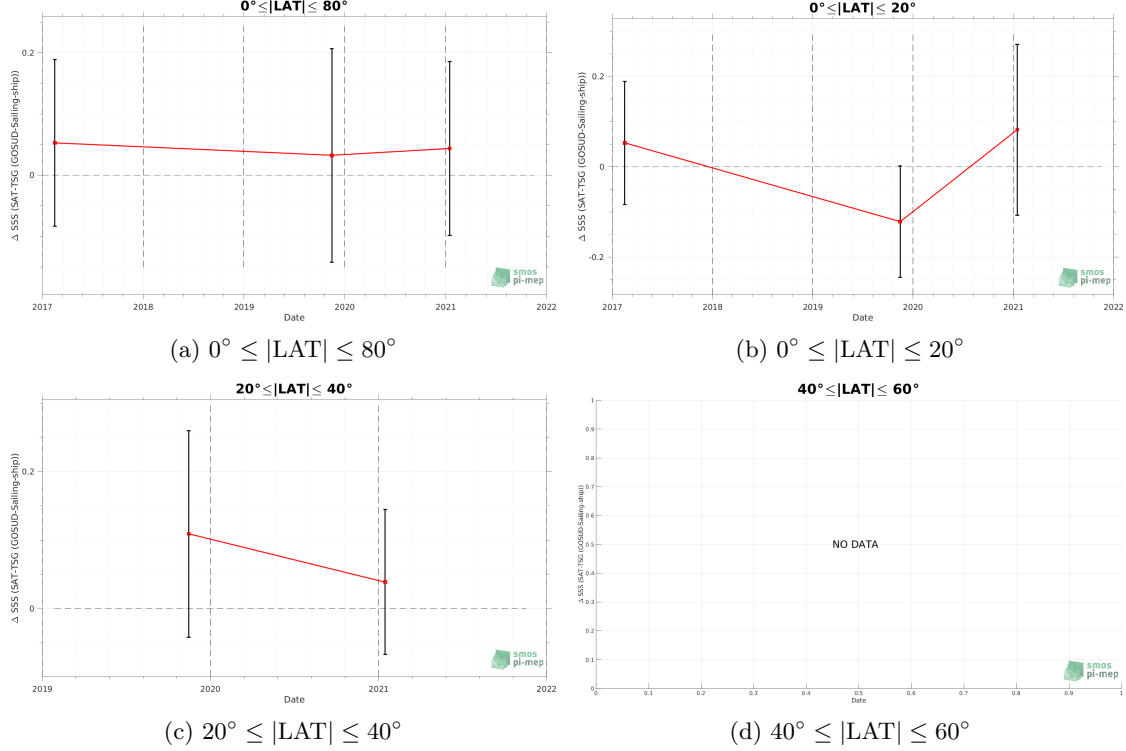 0°≤|LAT|≤ 80°
Δ SSS (SAT-TSG (GOSUD-Sailing-ship))
0.2
0
smos
pi-mep
2017 2018 2019 2020 2021 2022
Date
(a) 0° ≤ |LAT| ≤ 80°
0°≤|LAT|≤ 20°
Δ SSS (SAT-TSG (GOSUD-Sailing-ship))
0.2
0
-0.2
smos
pi-mep
2017 2018 2019 2020 2021 2022
Date
(b) 0° ≤ |LAT| ≤ 20°
20°≤|LAT|≤ 40°
Δ SSS (SAT-TSG (GOSUD-Sailing-ship))
0.2
0
smos
pi-mep
2019 2020 2021 2022
Date
(c) 20° ≤ |LAT| ≤ 40°
40°≤|LAT|≤ 60°
Δ SSS (SAT-TSG (GOSUD-Sailing-ship))
1
0.9
0.8
0.7
0.6
0.5
0.4
0.3
0.2
0.1
0
NO DATA
smos
pi-mep
0 0.1 0.2 0.3 0.4 0.5 0.6 0.7 0.8 0.9 1
Date
(d) 40° ≤ |LAT| ≤ 60°